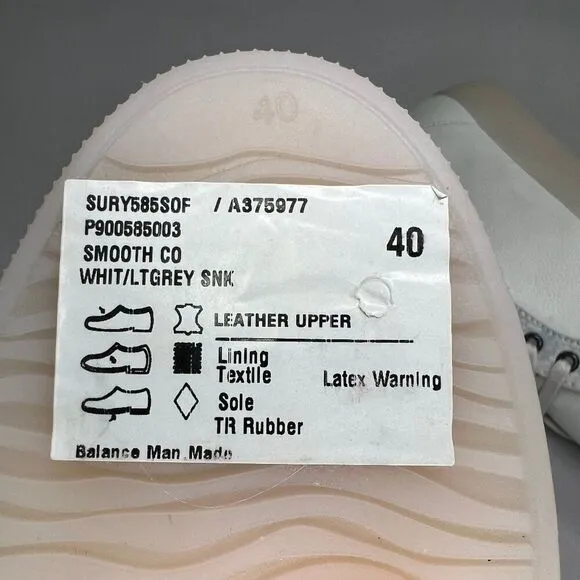 40
SURY585SOF / A375977
P900585003
40
SMOOTH CO
WHIT/LTGREY SNK
LEATHER UPPER
Lining
Textile
Latex Warning
Sole
TR Rubber
Balance Man Made